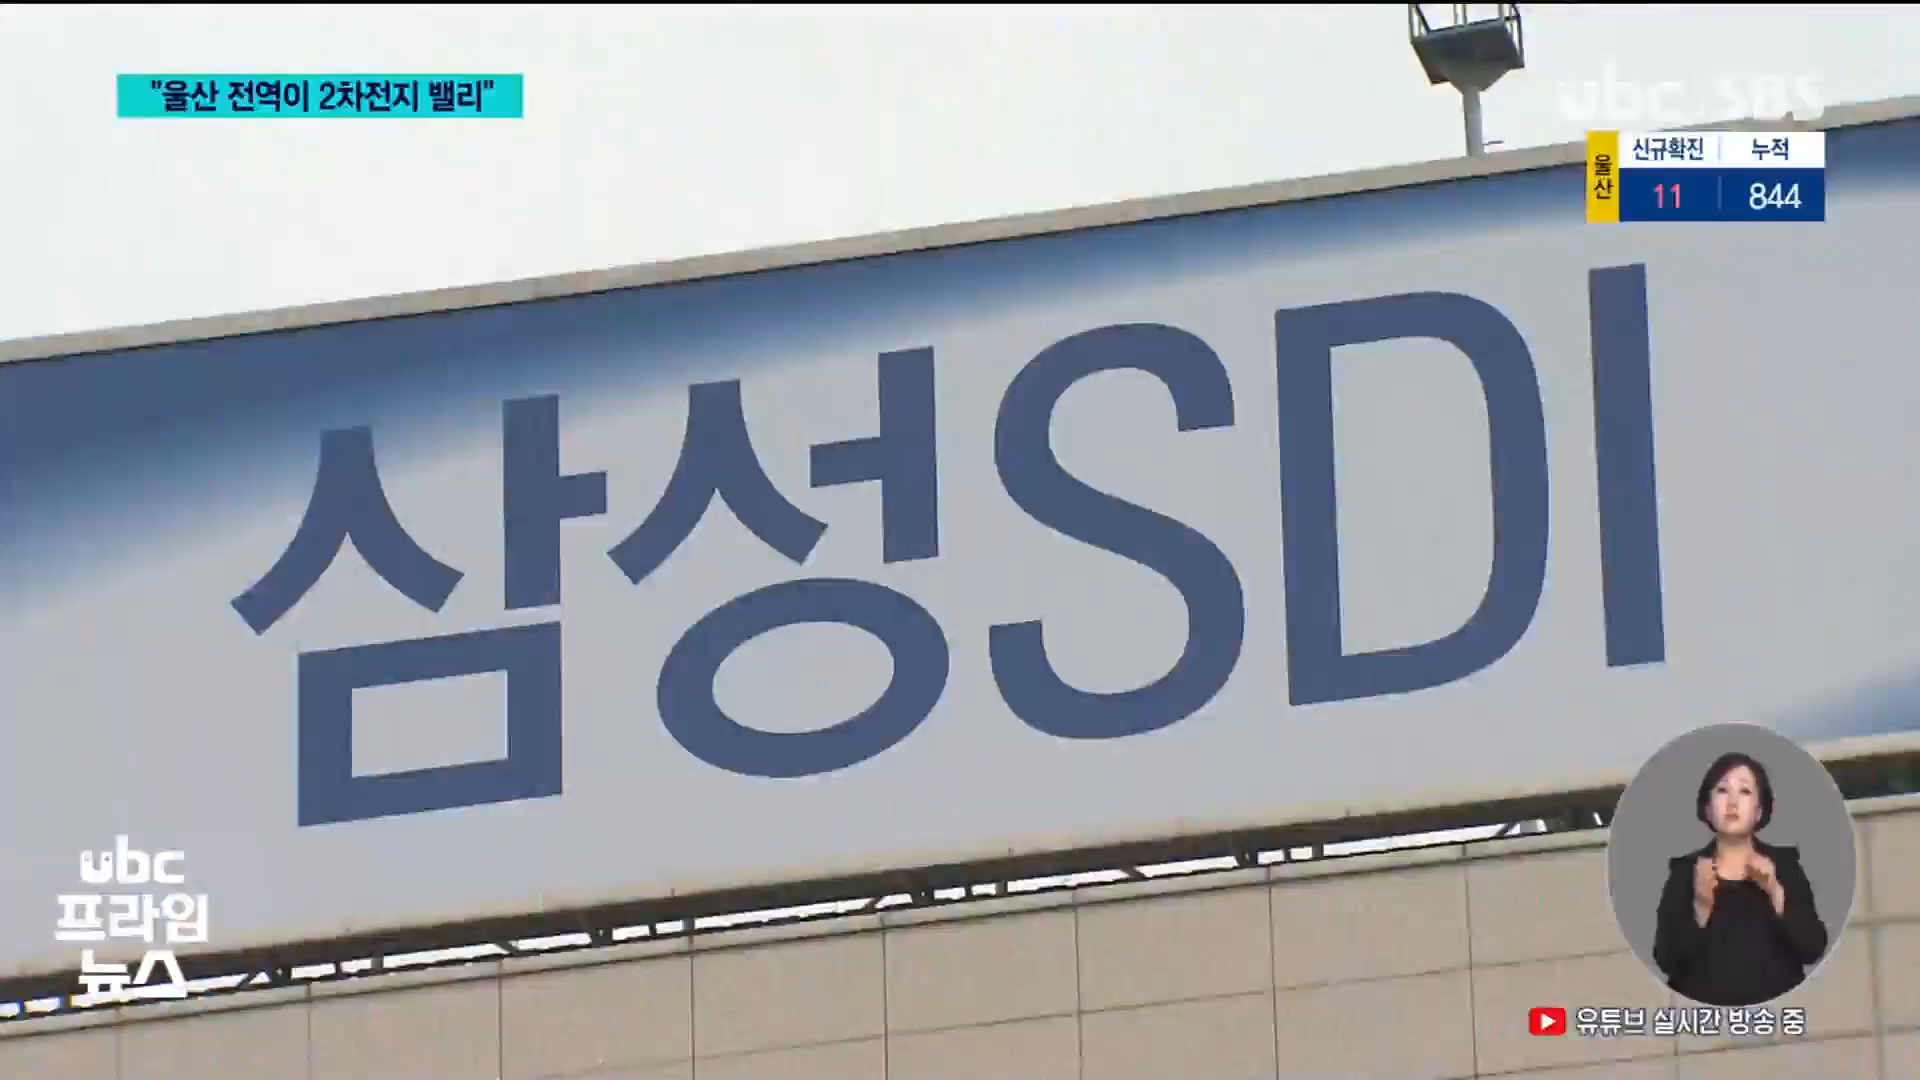 "울산 전역이 2차전지 밸리"
ubc SBS
울산
신규확진 누적
11 844
삼성SDI
ubc
프라임
뉴스
유튜브 실시간 방송 중